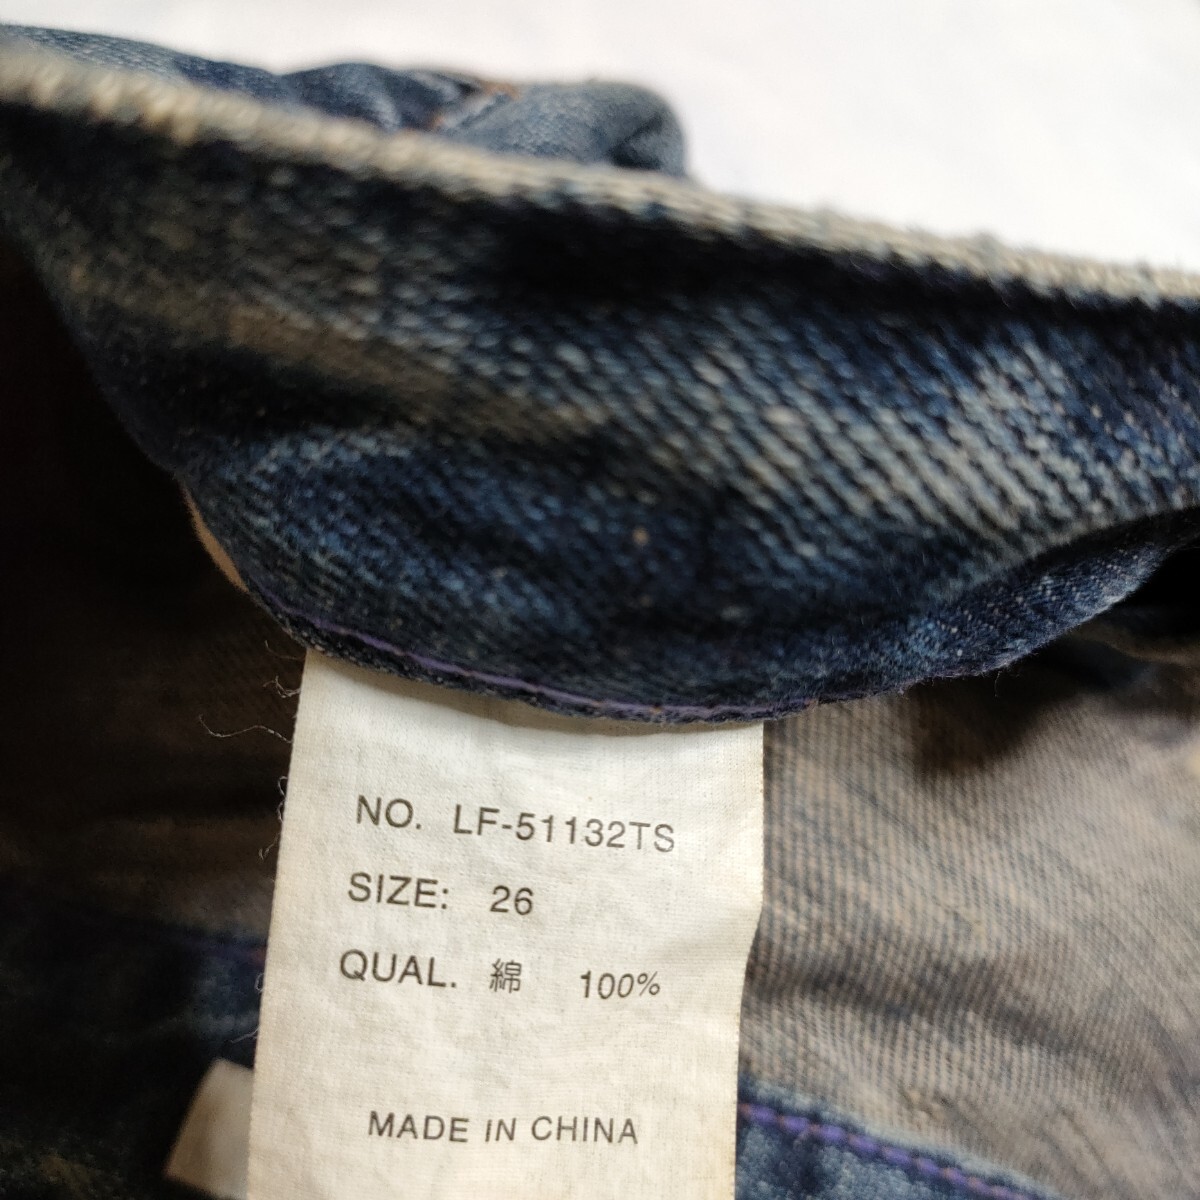 NO. LF-51132TS
SIZE: 26
QUAL. 綿 100%
MADE IN CHINA